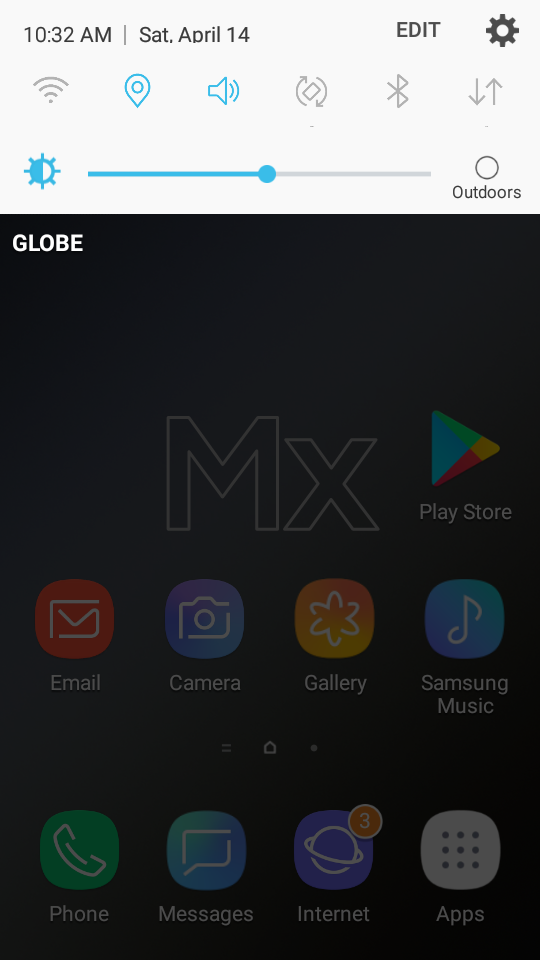 10:32 AM | Sat, April 14
EDIT
Outdoors
GLOBE
Mx
Play Store
Email
Camera
Gallery
Samsung
Music
3
Phone
Messages
Internet
Apps